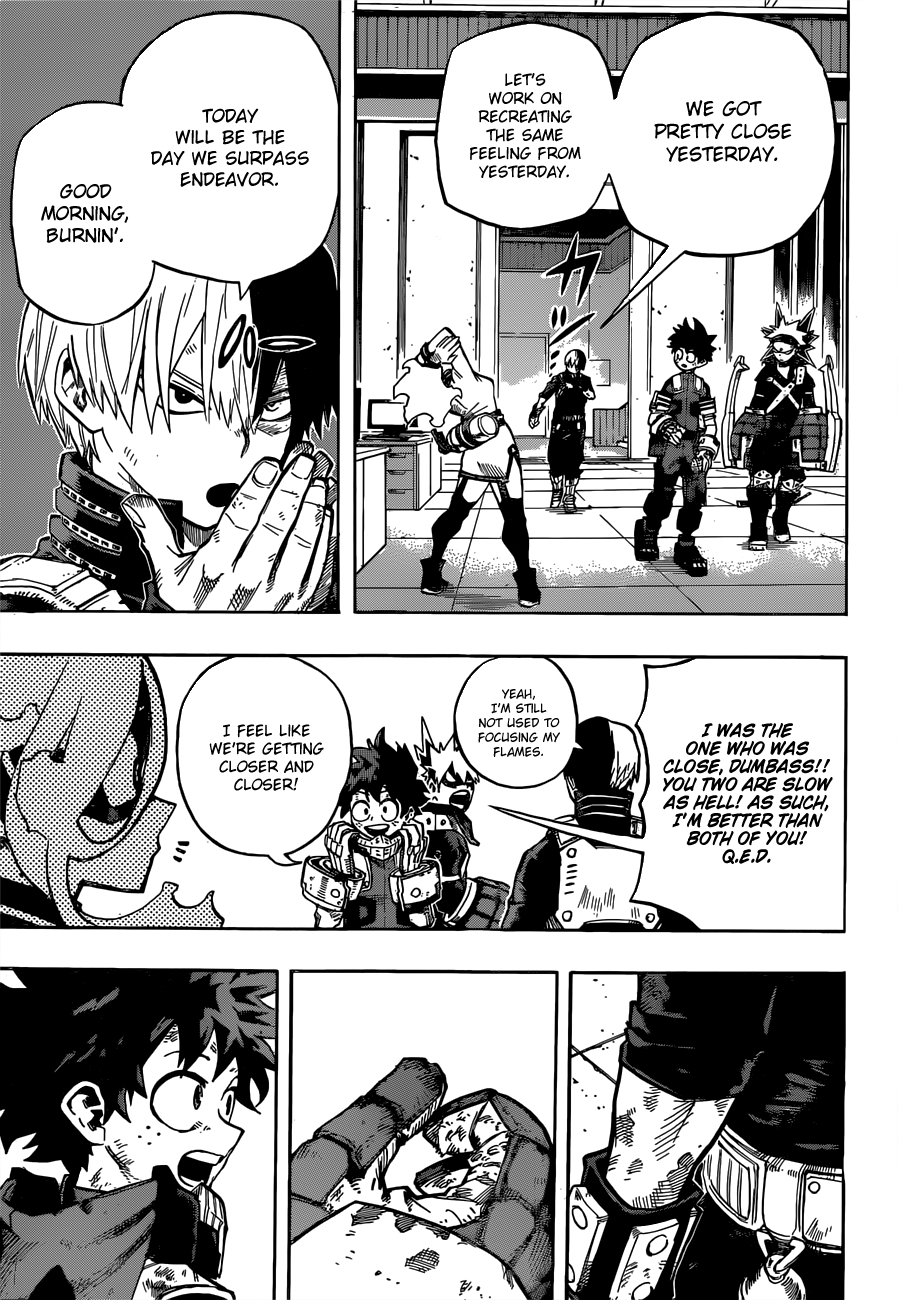 WE GOT
PRETTY CLOSE
YESTERDAY.
LET'S
WORK ON
RECREATING
THE SAME
FEELING FROM
YESTERDAY.
TODAY
WILL BE THE
DAY WE SURPASS
ENDEAVOR.
GOOD
MORNING,
BURNIN'.
I WAS THE
ONE WHO WAS
CLOSE, DUMBASS!!
YOU TWO ARE SLOW
AS HELL! AS SUCH,
I'M BETTER THAN
BOTH OF YOU!
Q.E.D.
YEAH,
I'M STILL
NOT USED TO
FOCUSING MY
FLAMES.
I FEEL LIKE
WE'RE GETTING
CLOSER AND
CLOSER!